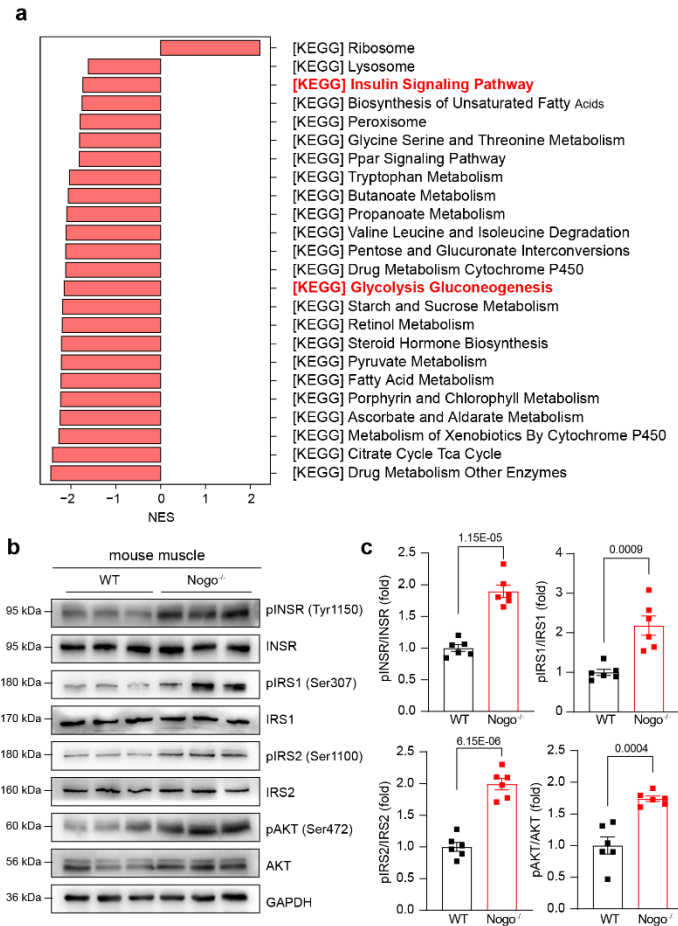 a
[KEGG] Ribosome
[KEGG] Lysosome
[KEGG] Insulin Signaling Pathway
[KEGG] Biosynthesis of Unsaturated Fatty Acids
[KEGG] Peroxisome
[KEGG] Glycine Serine and Threonine Metabolism
[KEGG] Ppar Signaling Pathway
[KEGG] Tryptophan Metabolism
[KEGG] Butanoate Metabolism
[KEGG] Propanoate Metabolism
[KEGG] Valine Leucine and Isoleucine Degradation
[KEGG] Pentose and Glucuronate Interconversions
[KEGG] Drug Metabolism Cytochrome P450
[KEGG] Glycolysis Gluconeogenesis
[KEGG] Starch and Sucrose Metabolism
[KEGG] Retinol Metabolism
[KEGG] Steroid Hormone Biosynthesis
[KEGG] Pyruvate Metabolism
[KEGG] Fatty Acid Metabolism
[KEGG] Porphyrin and Chlorophyll Metabolism
[KEGG] Ascorbate and Aldarate Metabolism
[KEGG] Metabolism of Xenobiotics By Cytochrome P450
[KEGG] Citrate Cycle Tca Cycle
[KEGG] Drug Metabolism Other Enzymes
−2 −1 0 1 2
NES
b
mouse muscle
WT Nogo-/-
95 kDa pINSR (Tyr1150)
95 kDa INSR
180 kDa pIRS1 (Ser307)
170 kDa IRS1
180 kDa pIRS2 (Ser1100)
160 kDa IRS2
60 kDa pAKT (Ser472)
56 kDa AKT
36 kDa GAPDH
c
pINSR/INSR (fold)
2.5
2.0
1.5
1.0
0.5
0.0
1.15E-05
WT Nogo-/-
pIRS1/IRS1 (fold)
4
3
2
1
0
0.0009
WT Nogo-/-
pIRS2/IRS2 (fold)
2.5
2.0
1.5
1.0
0.5
0.0
6.15E-06
WT Nogo-/-
pAKT/AKT (fold)
2.5
2.0
1.5
1.0
0.5
0.0
0.0004
WT Nogo-/-